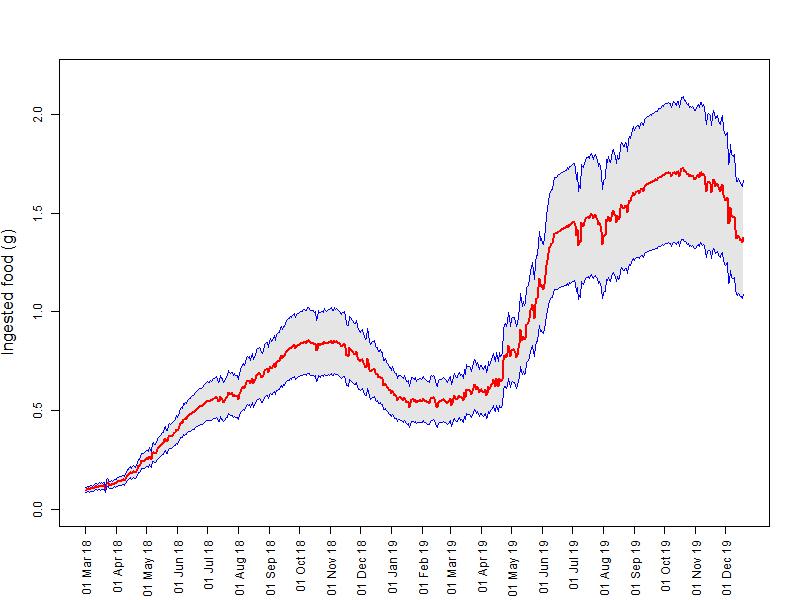 Ingested food (g)
2.0
1.5
1.0
0.5
0.0
01 Mar 18
01 Apr 18
01 May 18
01 Jun 18
01 Jul 18
01 Aug 18
01 Sep 18
01 Oct 18
01 Nov 18
01 Dec 18
01 Jan 19
01 Feb 19
01 Mar 19
01 Apr 19
01 May 19
01 Jun 19
01 Jul 19
01 Aug 19
01 Sep 19
01 Oct 19
01 Nov 19
01 Dec 19